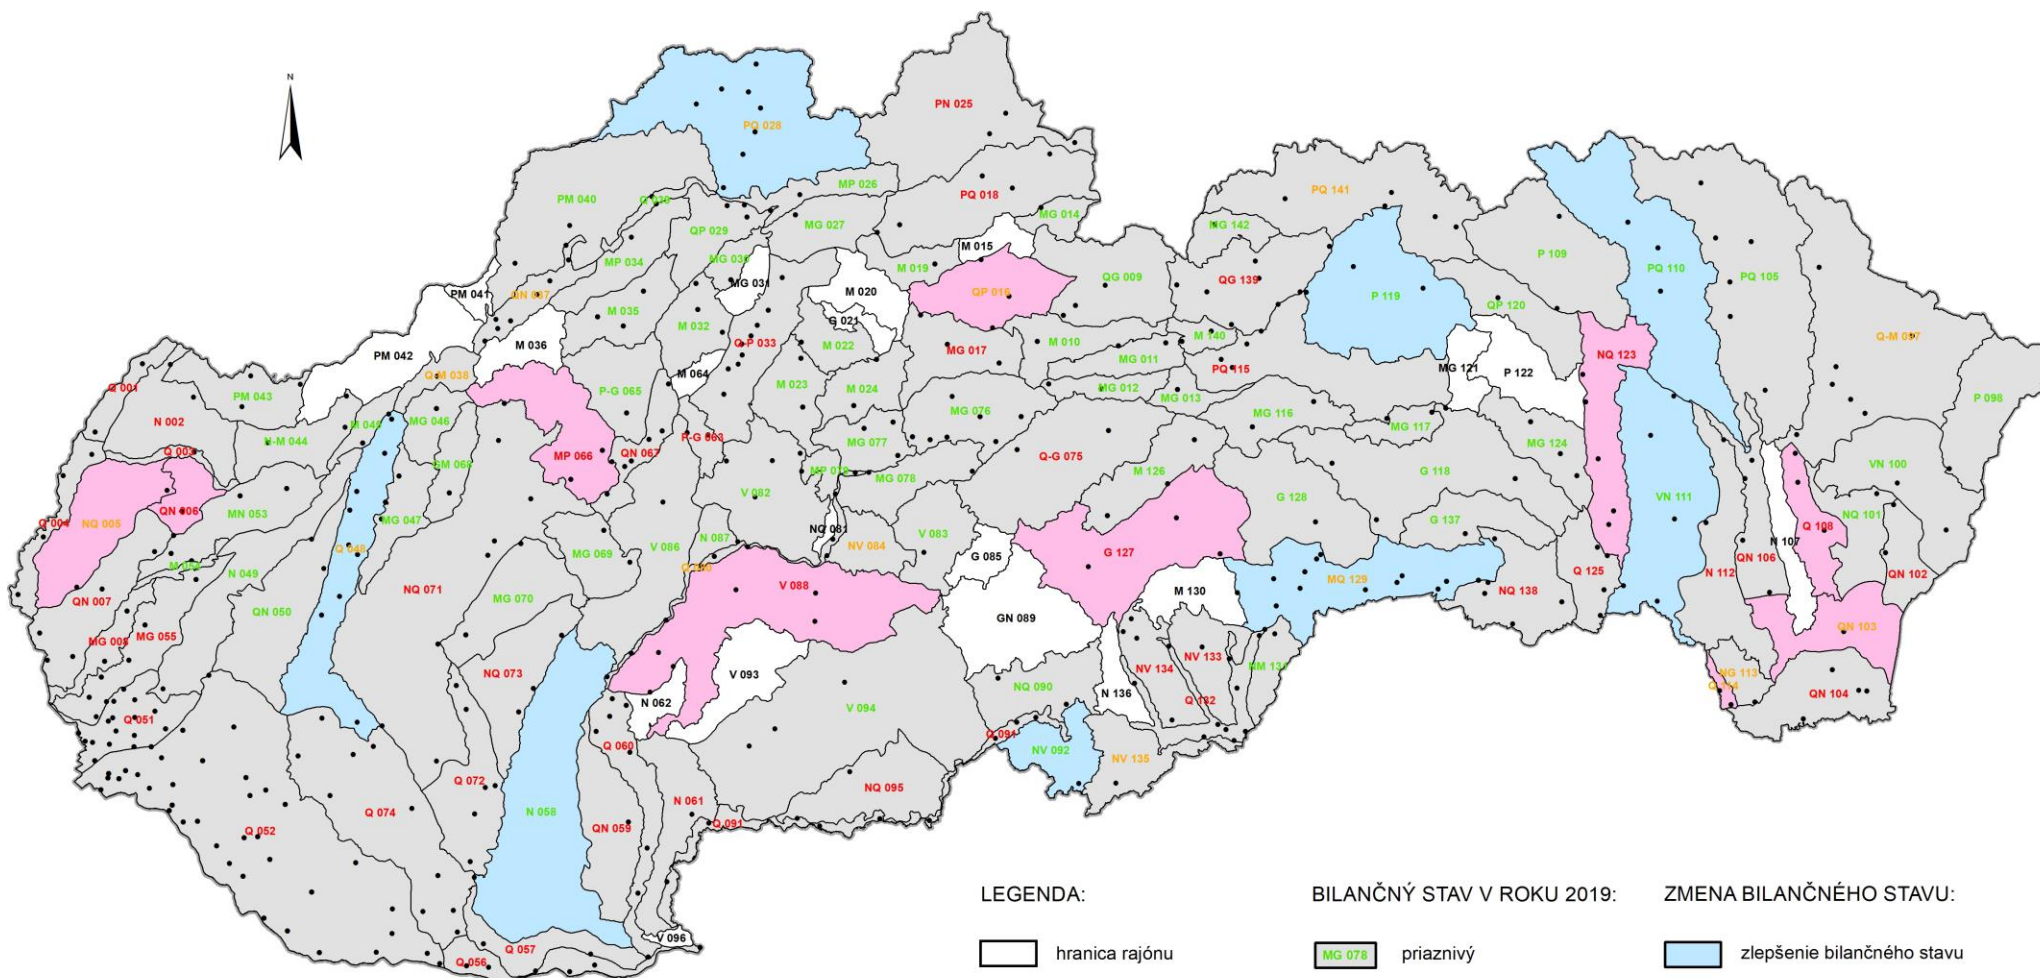 N
PN 025
PQ 028
MP 026
PQ 018
PQ 141
PM 040
Q 039
QP 029
MG 027
MG 014
MG 142
P 109
M 015
MP 034
MG 030
M 019
QG 009
QG 139
PQ 110
PQ 105
PM 041
QN 037
MG 031
M 020
QP 016
P 119
QP 120
M 035
M 032
G 021
M 036
Q-P 033
M 022
MG 017
M 010
M 140
NQ 123
Q-M 097
PM 042
M 064
MG 011
PQ 115
MG 121
P 122
P 098
Q 001
Q-M 038
PM 043
P-G 065
M 023
M 024
MG 012
MG 013
N 002
MG 046
MG 076
MG 116
MG 117
MG 124
MP 066
QN 067
MG 077
Q-G 075
M 126
G 118
VN 100
V 082
MG 078
G 128
VN 111
NQ 005
QN 006
MN 053
MG 047
NQ 101
Q 004
Q 048
NQ 081
NV 084
V 083
G 137
Q 108
N 107
MG 069
V 086
N 087
G 085
G 127
QN 106
N 049
QN 007
QN 050
NQ 071
MG 070
V 088
GN 089
M 130
MQ 129
NQ 138
Q 125
N 112
QN 102
MG 055
NQ 073
V 093
N 062
NV 134
NV 133
QN 103
NQ 090
N 136
Q 132
NG 113
QN 104
V 094
Q 051
Q 060
Q 091
NV 092
NV 135
Q 072
Q 074
N 058
N 061
NQ 095
Q 052
QN 059
Q 091
V 096
Q 057
Q 056
LEGENDA:
BILANČNÝ STAV V ROKU 2019:
ZMENA BILANČNÉHO STAVU:
hranica rajónu
MG 078
priaznivý
zlepšenie bilančného stavu